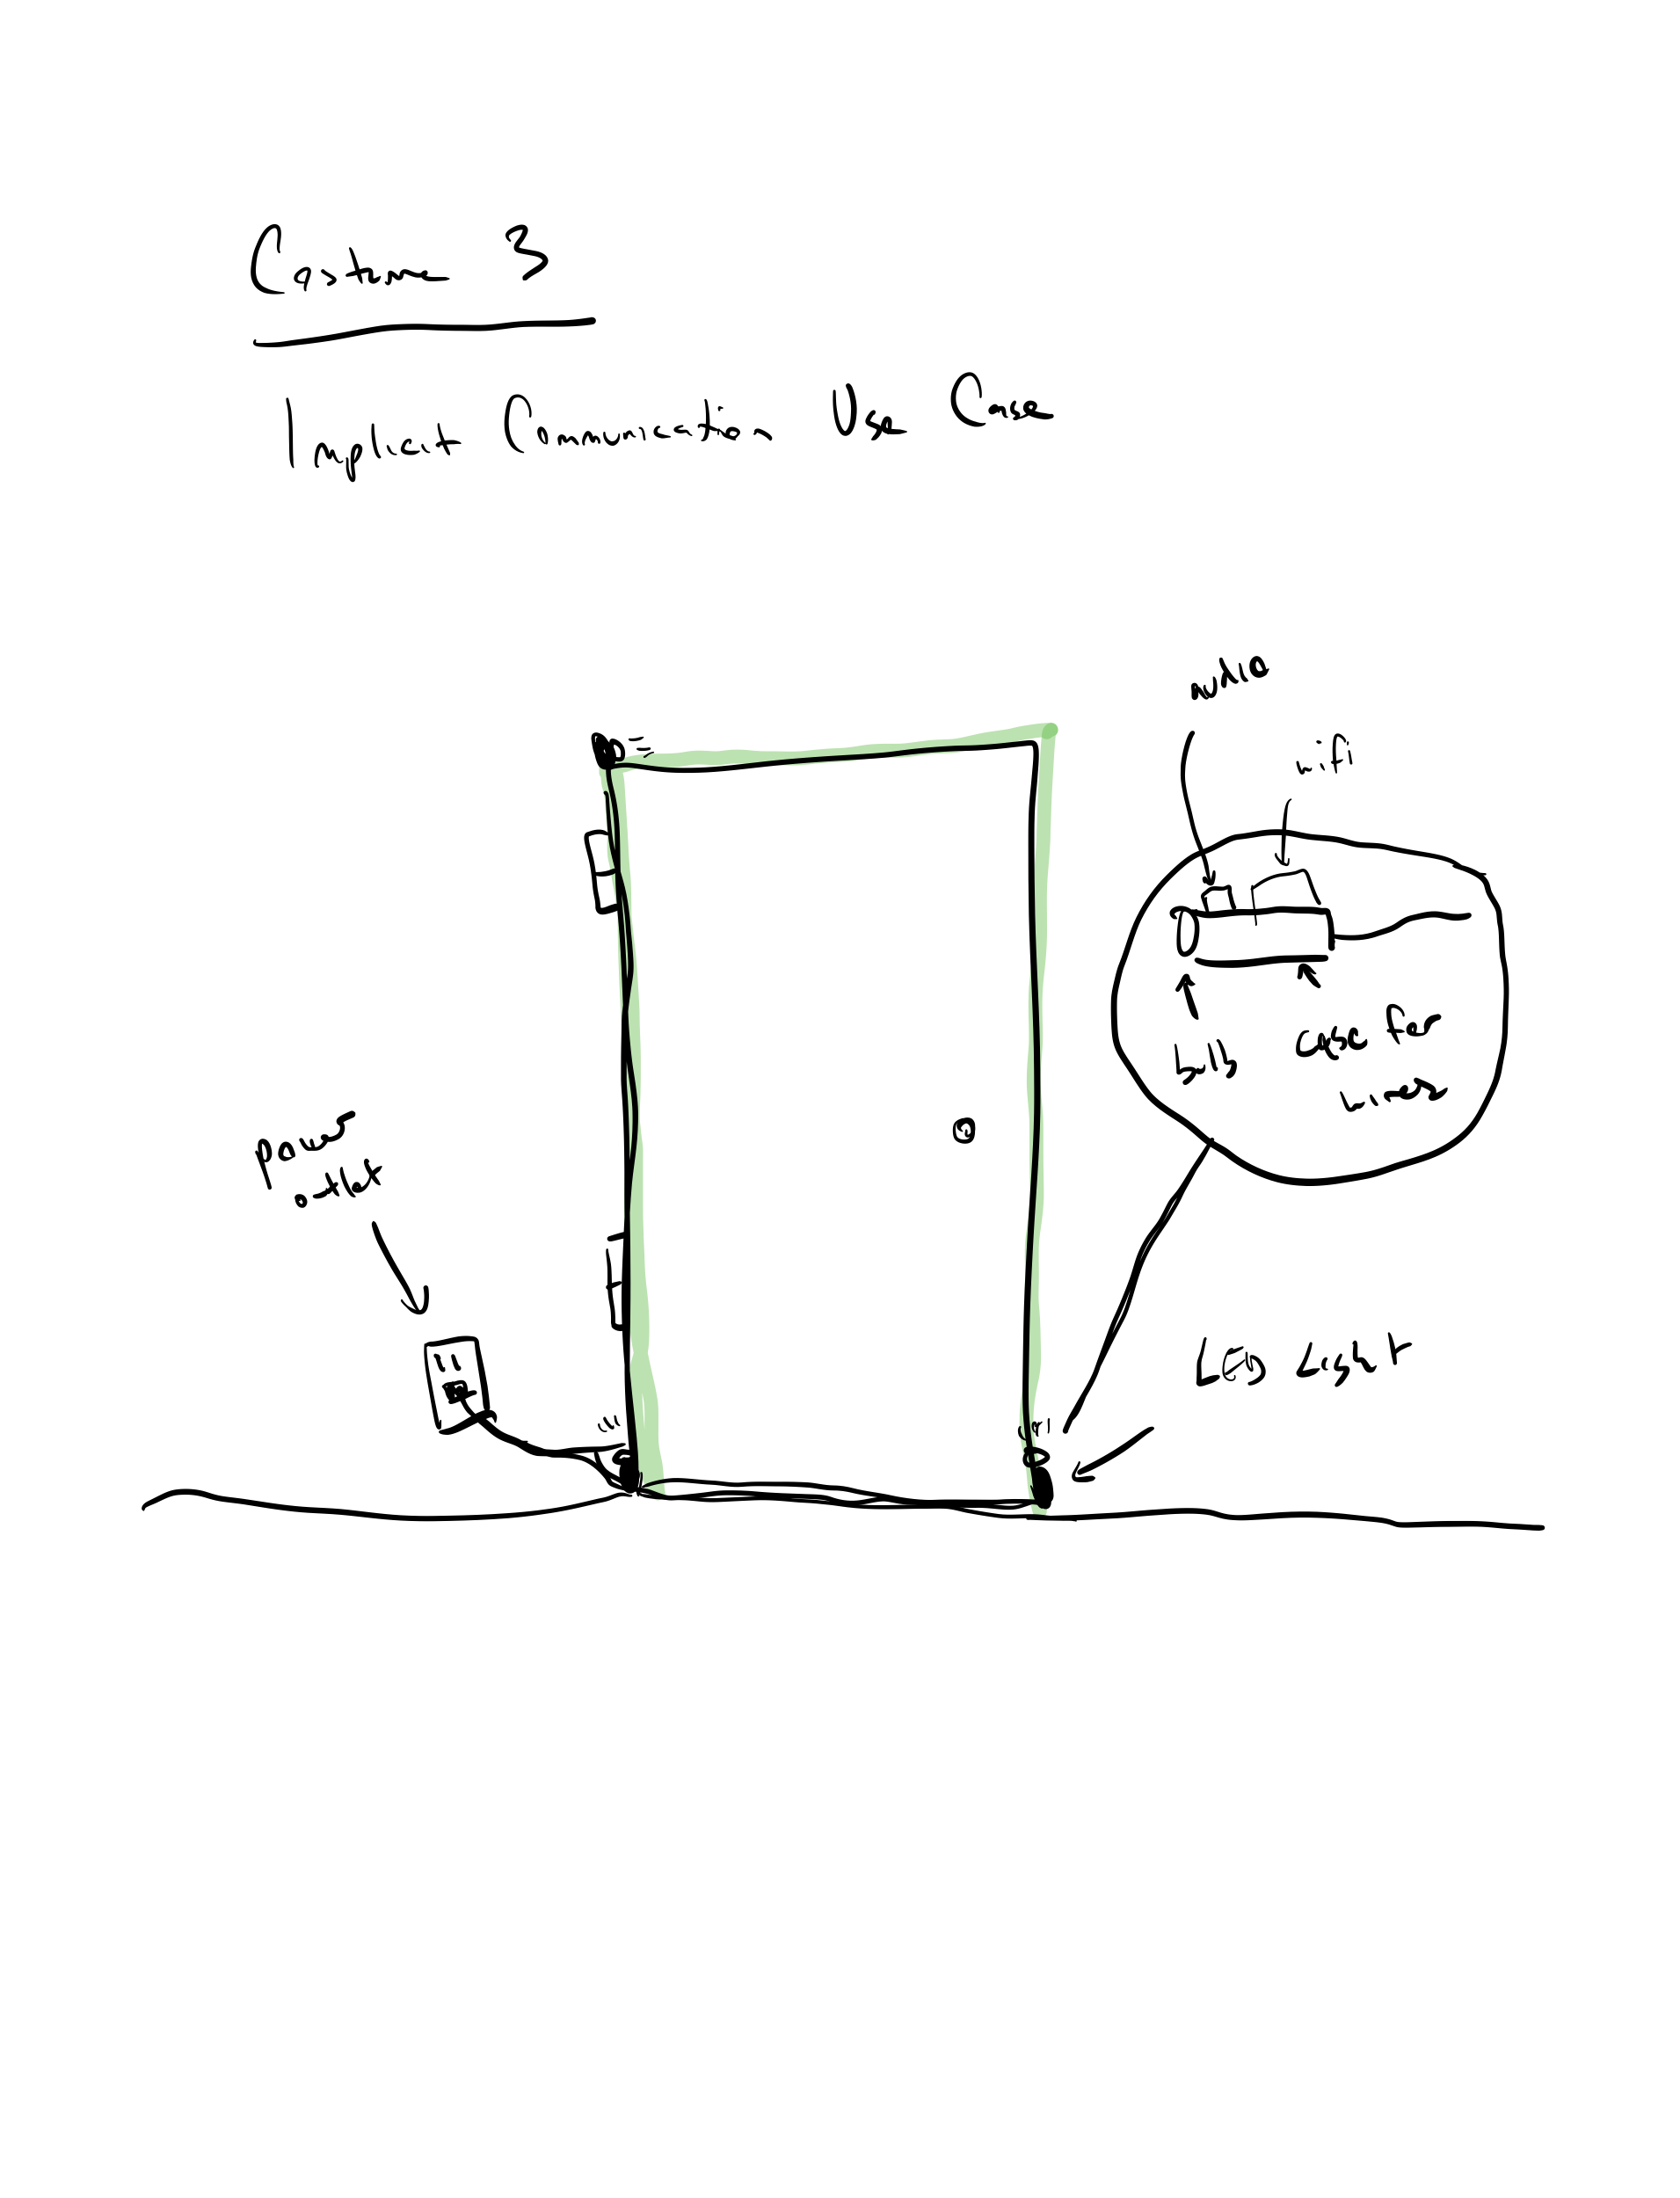 Costume 3
Implicit Communication Use Case
audio
wifi
bulb
case for
wires
power
outlet
LED Light